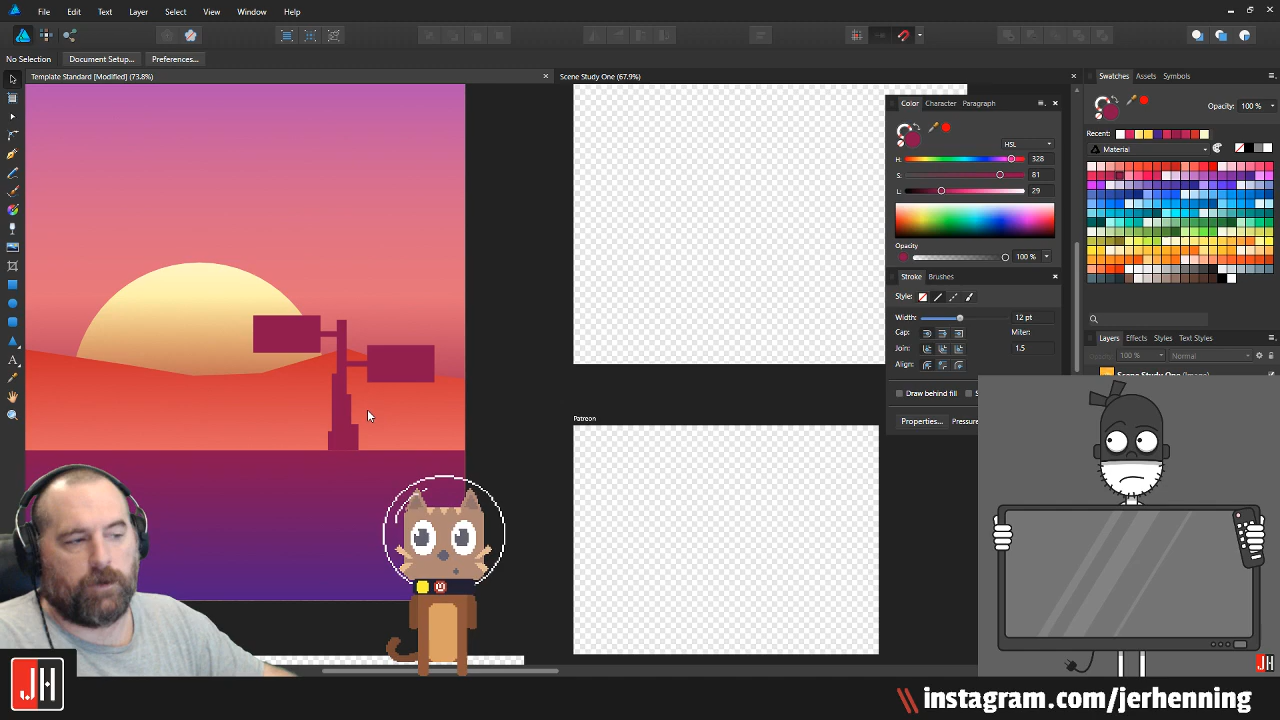 File Edit Text Layer Select View Window Help
No Selection Document Setup... Preferences...
Template Standard [Modified] (73.8%)
Scene Study One (67.9%)
Patreon
Color Character Paragraph
HSL
H: 328
S: 81
L: 29
Opacity
100 %
Stroke Brushes
Style:
Width: 12 pt
Cap: Miter:
Join: 1.5
Align:
Draw behind fill S
Properties... Pressure
Swatches Assets Symbols
Opacity: 100 %
Recent:
Material
Layers Effects Styles Text Styles
Opacity: 100 % Normal
Scene Study One (Image)
JH
JH
\\ instagram.com/jerhenning